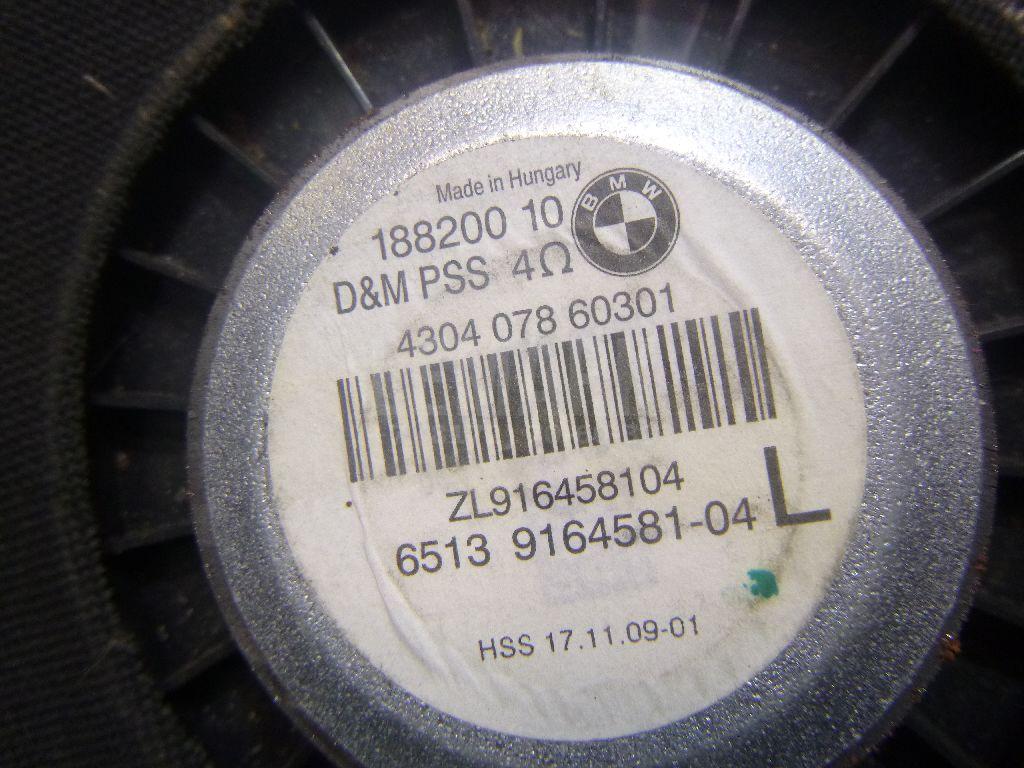 Made in Hungary
188200 10
BMW
D&M PSS 4Ω
4304 078 60301
ZL916458104
L
6513 9164581-04
HSS 17.11.09-01